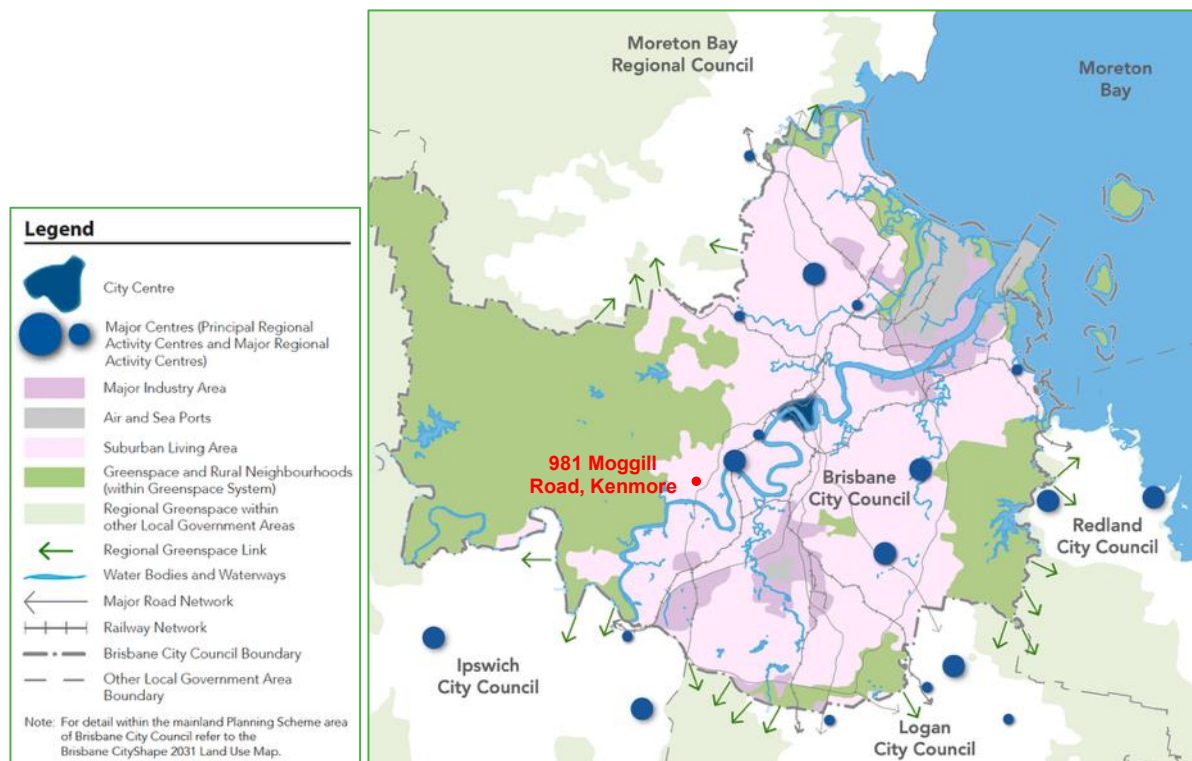 Legend
City Centre
Major Centres (Principal Regional
Activity Centres and Major Regional
Activity Centres)
Major Industry Area
Air and Sea Ports
Suburban Living Area
Greenspace and Rural Neighbourhoods
(within Greenspace System)
Regional Greenspace within
other Local Government Areas
Regional Greenspace Link
Water Bodies and Waterways
Major Road Network
Railway Network
Brisbane City Council Boundary
Other Local Government Area
Boundary
Note: For detail within the mainland Planning Scheme area
of Brisbane City Council refer to the
Brisbane CityShape 2031 Land Use Map.
Moreton Bay
Regional Council
Moreton
Bay
981 Moggill
Road, Kenmore
Brisbane
City Council
Redland
City Council
Ipswich
City Council
Logan
City Council